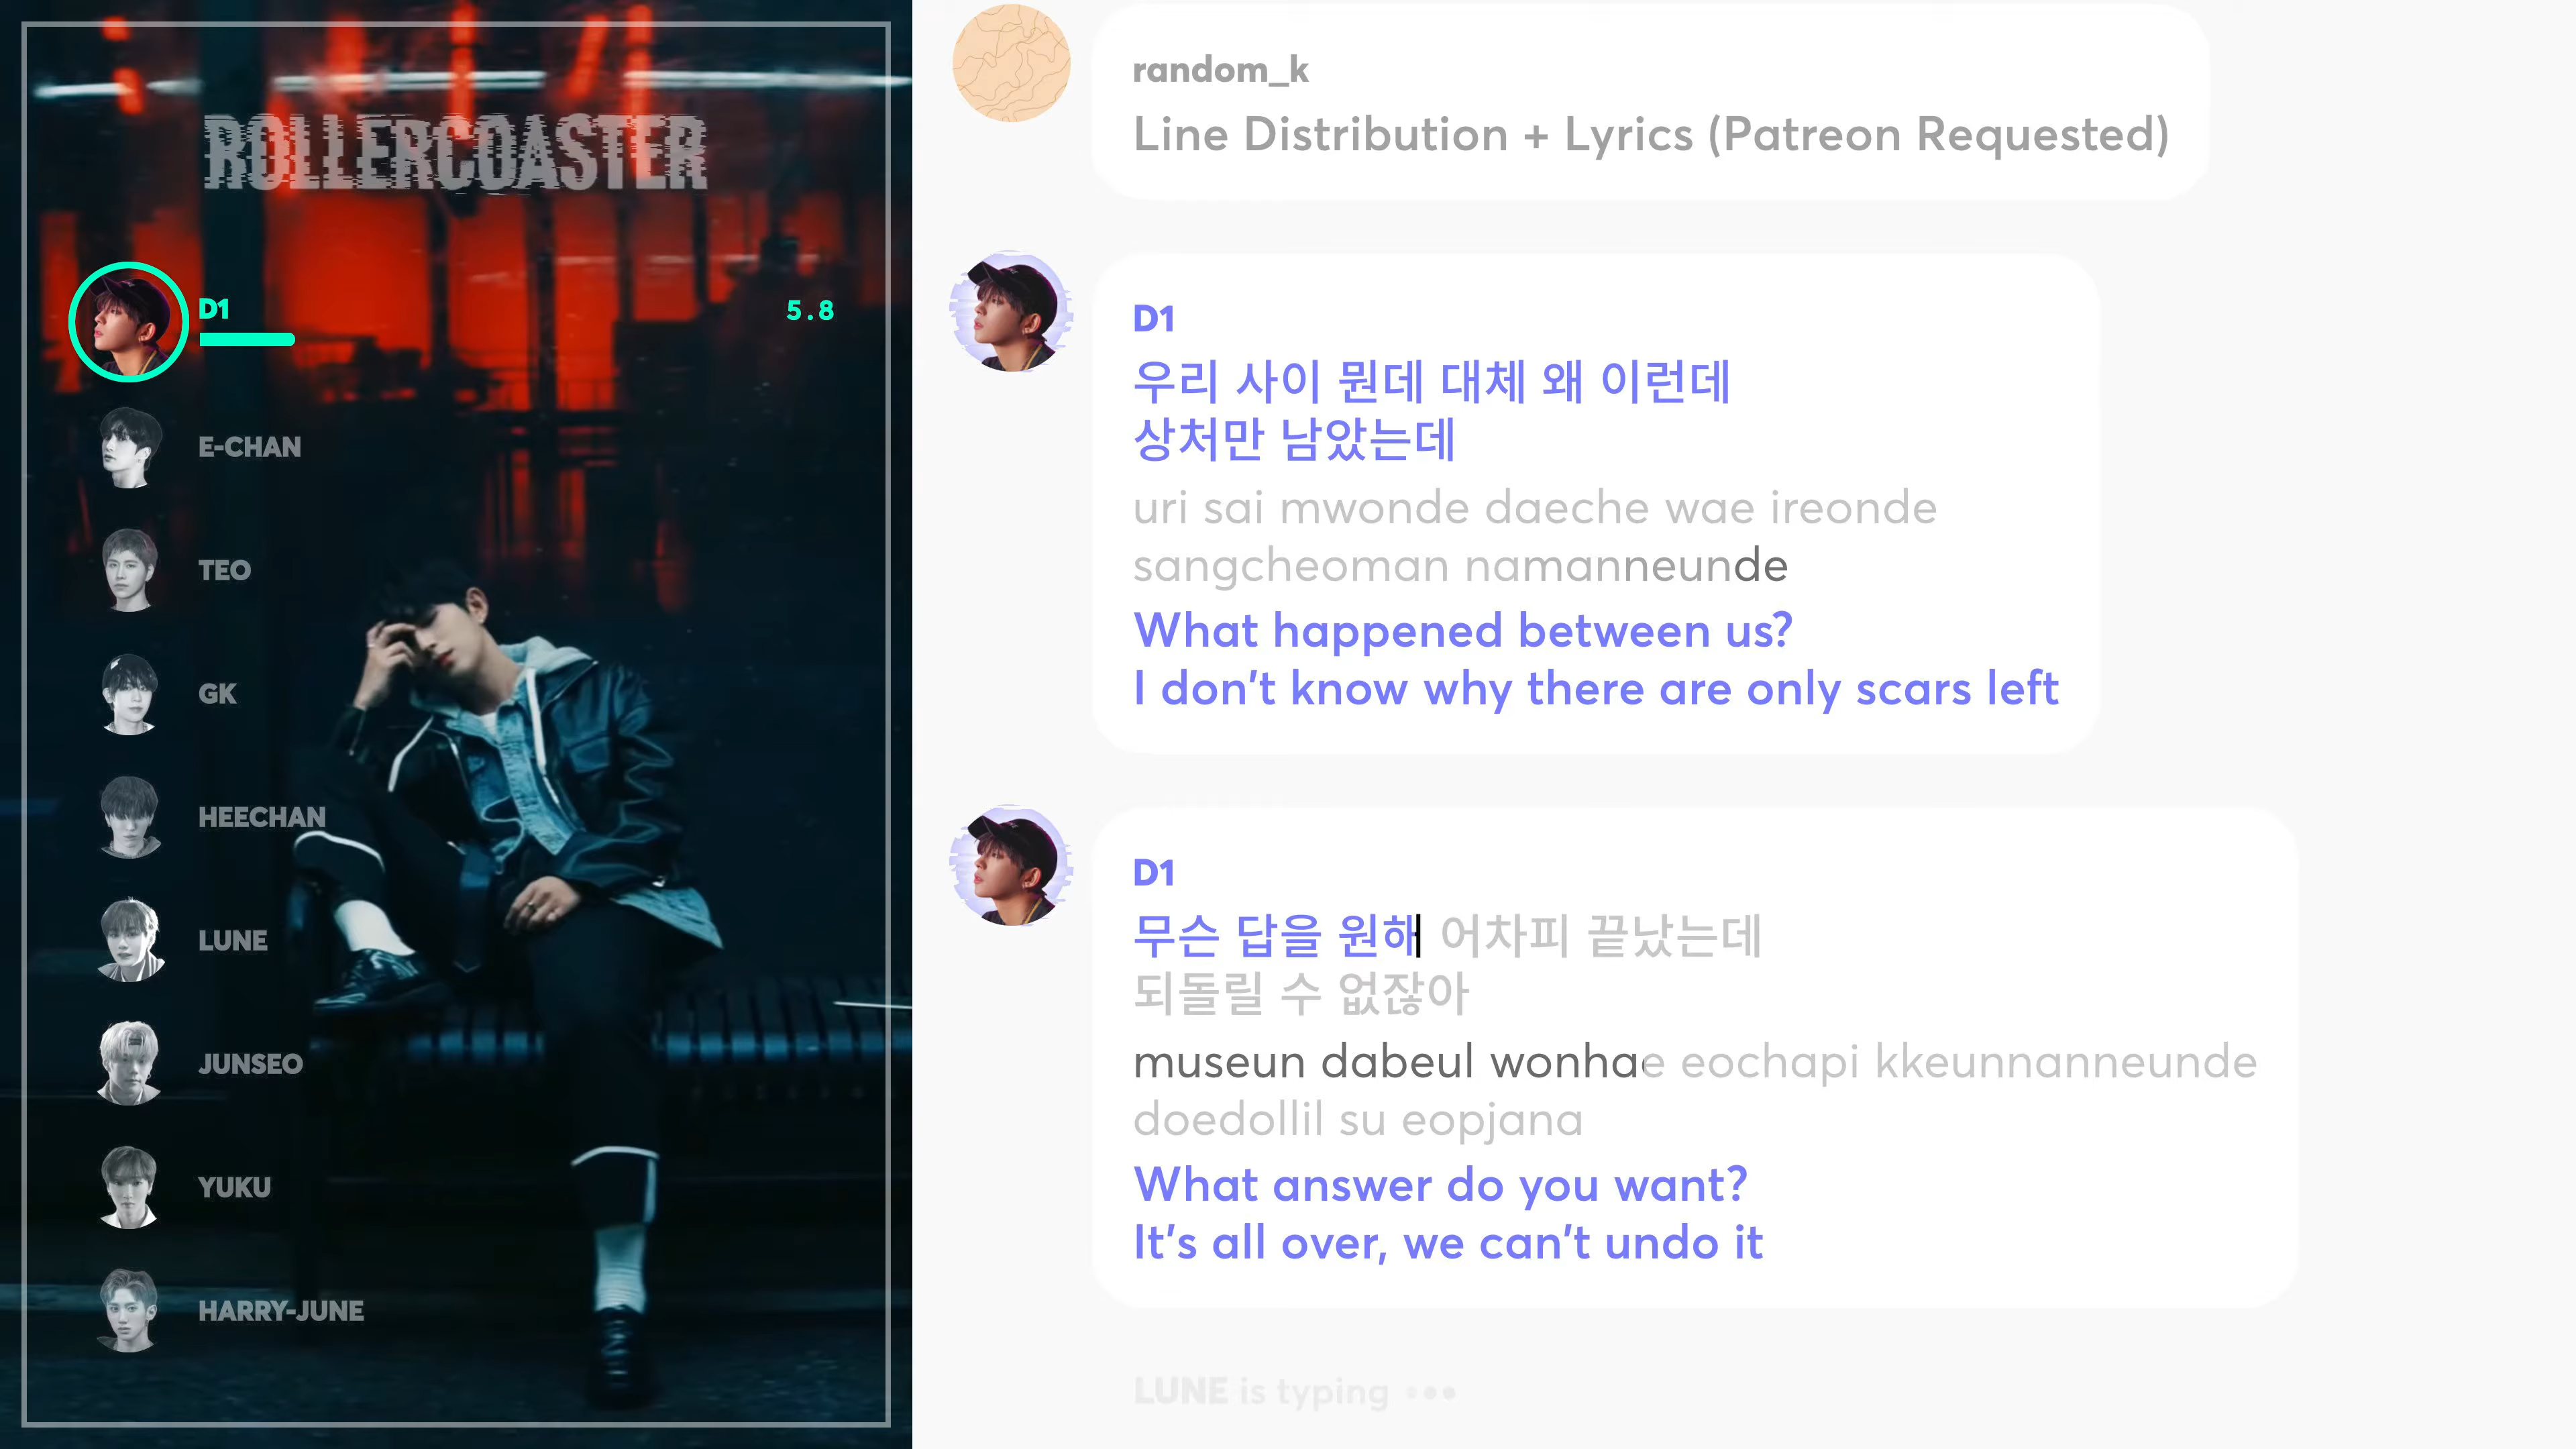 ROLLERCOASTER
D1
5.8
E-CHAN
TEO
GK
HEECHAN
LUNE
JUNSEO
YUKU
HARRY-JUNE
random_k
Line Distribution + Lyrics (Patreon Requested)
D1
우리 사이 뭔데 대체 왜 이런데
상처만 남았는데
uri sai mwonde daeche wae ireonde
sangcheoman namanneunde
What happened between us?
I don't know why there are only scars left
D1
무슨 답을 원해 어차피 끝났는데
되돌릴 수 없잖아
museun dabeul wonhae eochapi kkeunnanneunde
doedollil su eopjana
What answer do you want?
It's all over, we can't undo it
LUNE is typing •••